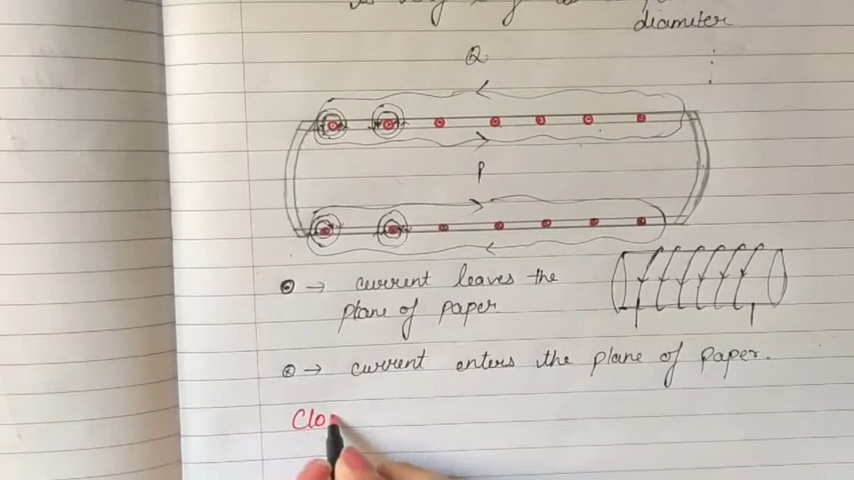 diameter
Q
P
⊙ → current leaves the
plane of paper
⊗ → current enters the plane of paper.
Clo